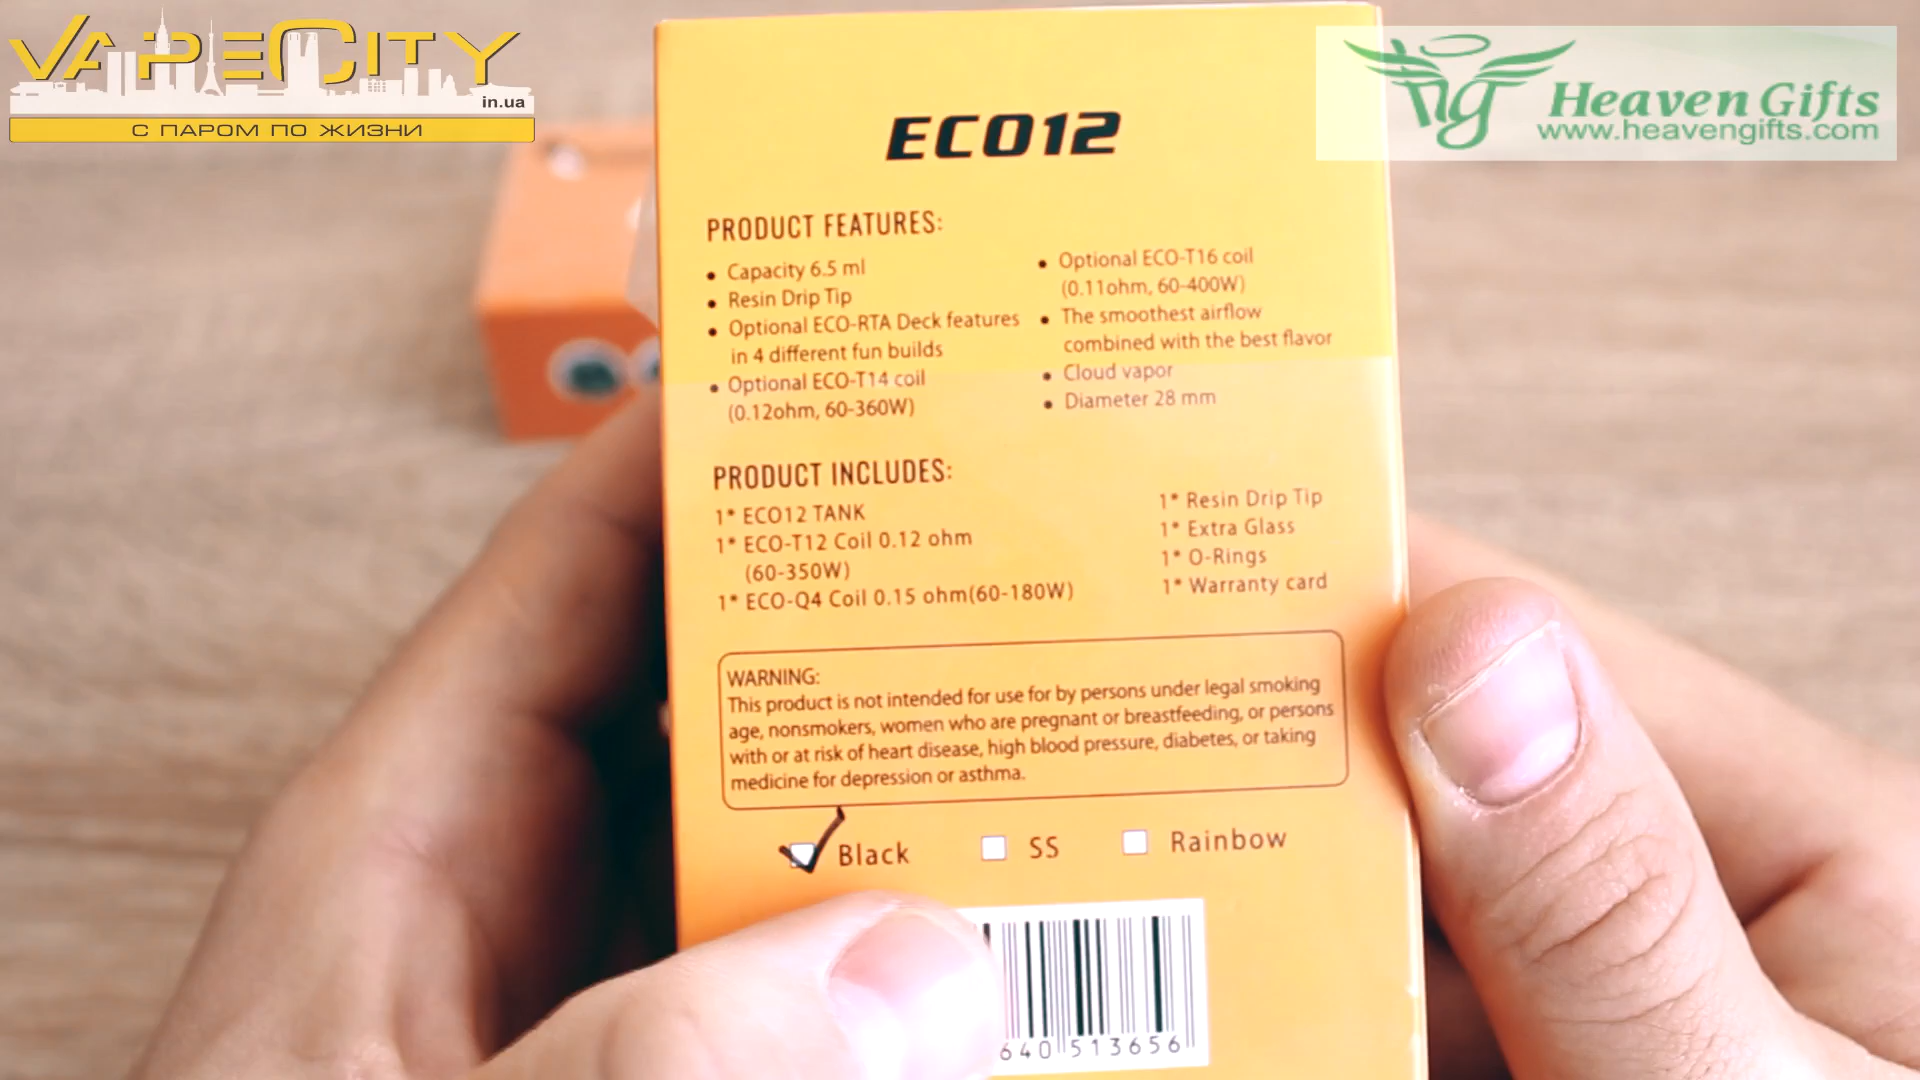 VAPECITY
in.ua
С ПАРОМ ПО ЖИЗНИ
hg Heaven Gifts
www.heavengifts.com
ECO12
PRODUCT FEATURES:
• Capacity 6.5 ml
• Resin Drip Tip
• Optional ECO-RTA Deck features
in 4 different fun builds
• Optional ECO-T14 coil
(0.12ohm, 60-360W)
• Optional ECO-T16 coil
(0.11ohm, 60-400W)
• The smoothest airflow
combined with the best flavor
• Cloud vapor
• Diameter 28 mm
PRODUCT INCLUDES:
1* ECO12 TANK
1* ECO-T12 Coil 0.12 ohm
(60-350W)
1* ECO-Q4 Coil 0.15 ohm(60-180W)
1* Resin Drip Tip
1* Extra Glass
1* O-Rings
1* Warranty card
WARNING:
This product is not intended for use for by persons under legal smoking
age, nonsmokers, women who are pregnant or breastfeeding, or persons
with or at risk of heart disease, high blood pressure, diabetes, or taking
medicine for depression or asthma.
Black SS Rainbow
640 513656